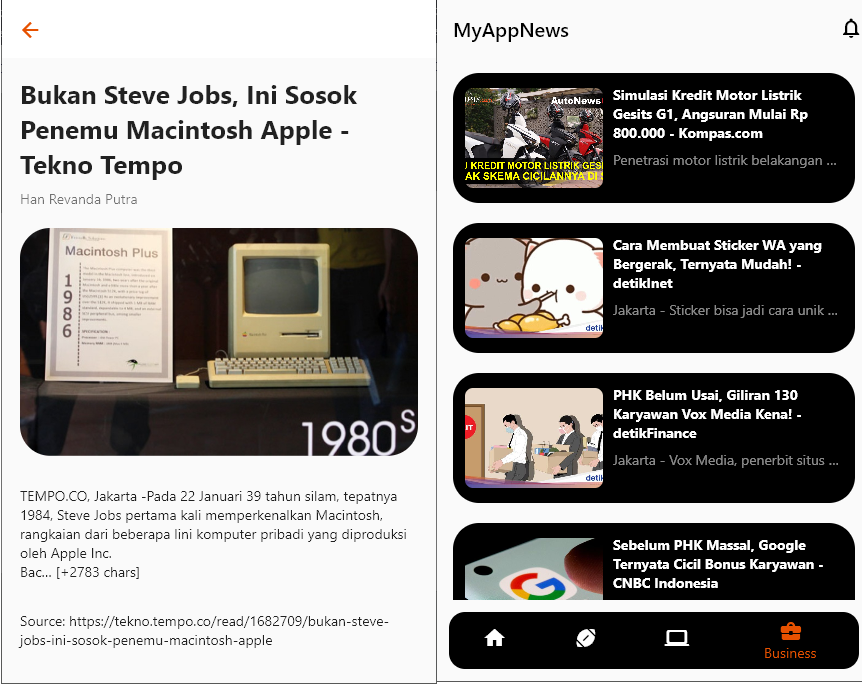 Bukan Steve Jobs, Ini Sosok
Penemu Macintosh Apple -
Tekno Tempo
Han Revanda Putra
Macintosh Plus
1986
1980s
TEMPO.CO, Jakarta -Pada 22 Januari 39 tahun silam, tepatnya
1984, Steve Jobs pertama kali memperkenalkan Macintosh,
rangkaian dari beberapa lini komputer pribadi yang diproduksi
oleh Apple Inc.
Bac... [+2783 chars]
Source: https://tekno.tempo.co/read/1682709/bukan-steve-
jobs-ini-sosok-penemu-macintosh-apple
MyAppNews
AutoNews
KREDIT MOTOR LISTRIK GESI
AK SKEMA CICILANNYA DI S
Simulasi Kredit Motor Listrik
Gesits G1, Angsuran Mulai Rp
800.000 - Kompas.com
Penetrasi motor listrik belakangan ...
detik
Cara Membuat Sticker WA yang
Bergerak, Ternyata Mudah! -
detikInet
Jakarta - Sticker bisa jadi cara unik ...
detik
PHK Belum Usai, Giliran 130
Karyawan Vox Media Kena! -
detikFinance
Jakarta - Vox Media, penerbit situs ...
Sebelum PHK Massal, Google
Ternyata Cicil Bonus Karyawan -
CNBC Indonesia
Business